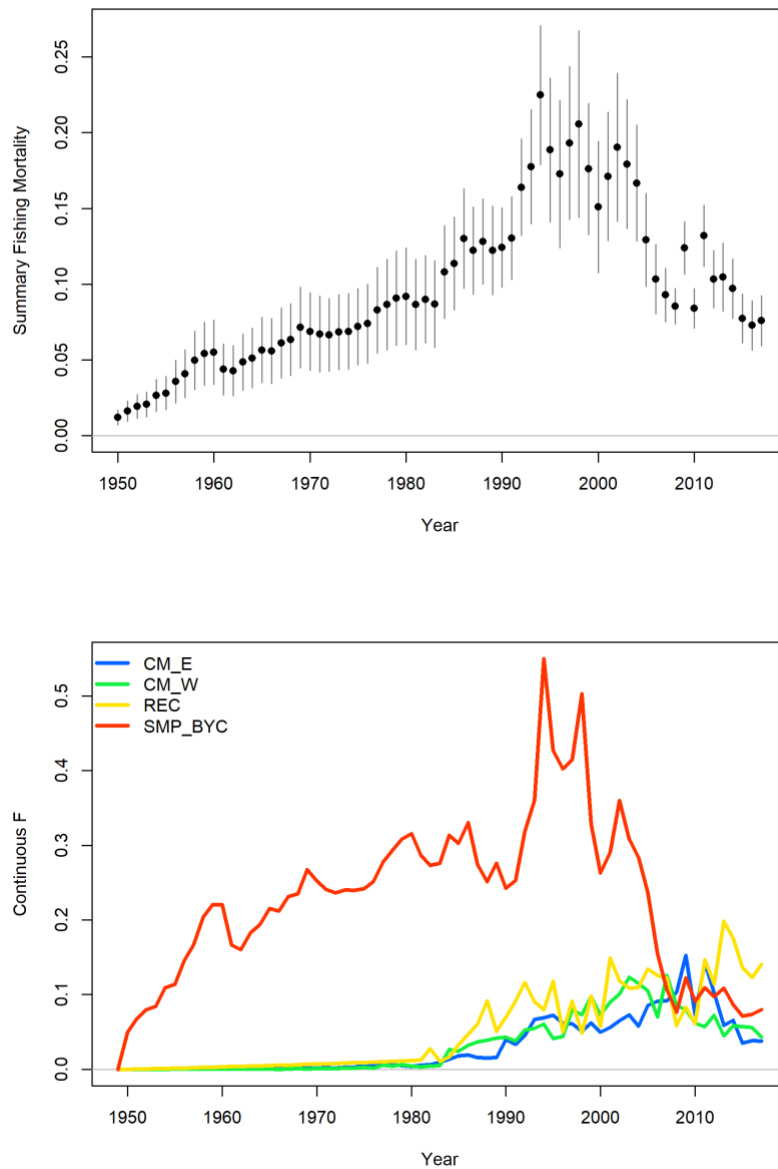 Summary Fishing Mortality
0.25
0.20
0.15
0.10
0.05
0.00
1950 1960 1970 1980 1990 2000 2010
Year
Continuous F
0.5
0.4
0.3
0.2
0.1
0.0
CM_E
CM_W
REC
SMP_BYC
1950 1960 1970 1980 1990 2000 2010
Year